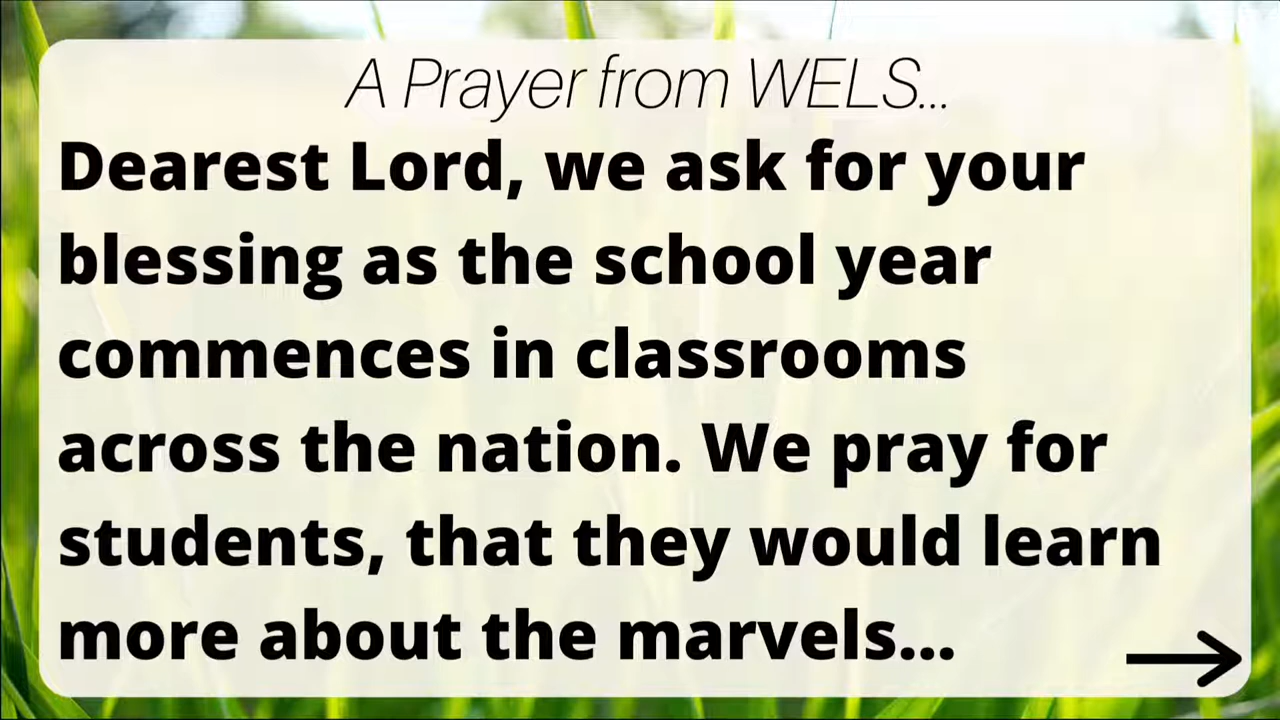 A Prayer from WELS...
Dearest Lord, we ask for your
blessing as the school year
commences in classrooms
across the nation. We pray for
students, that they would learn
more about the marvels...